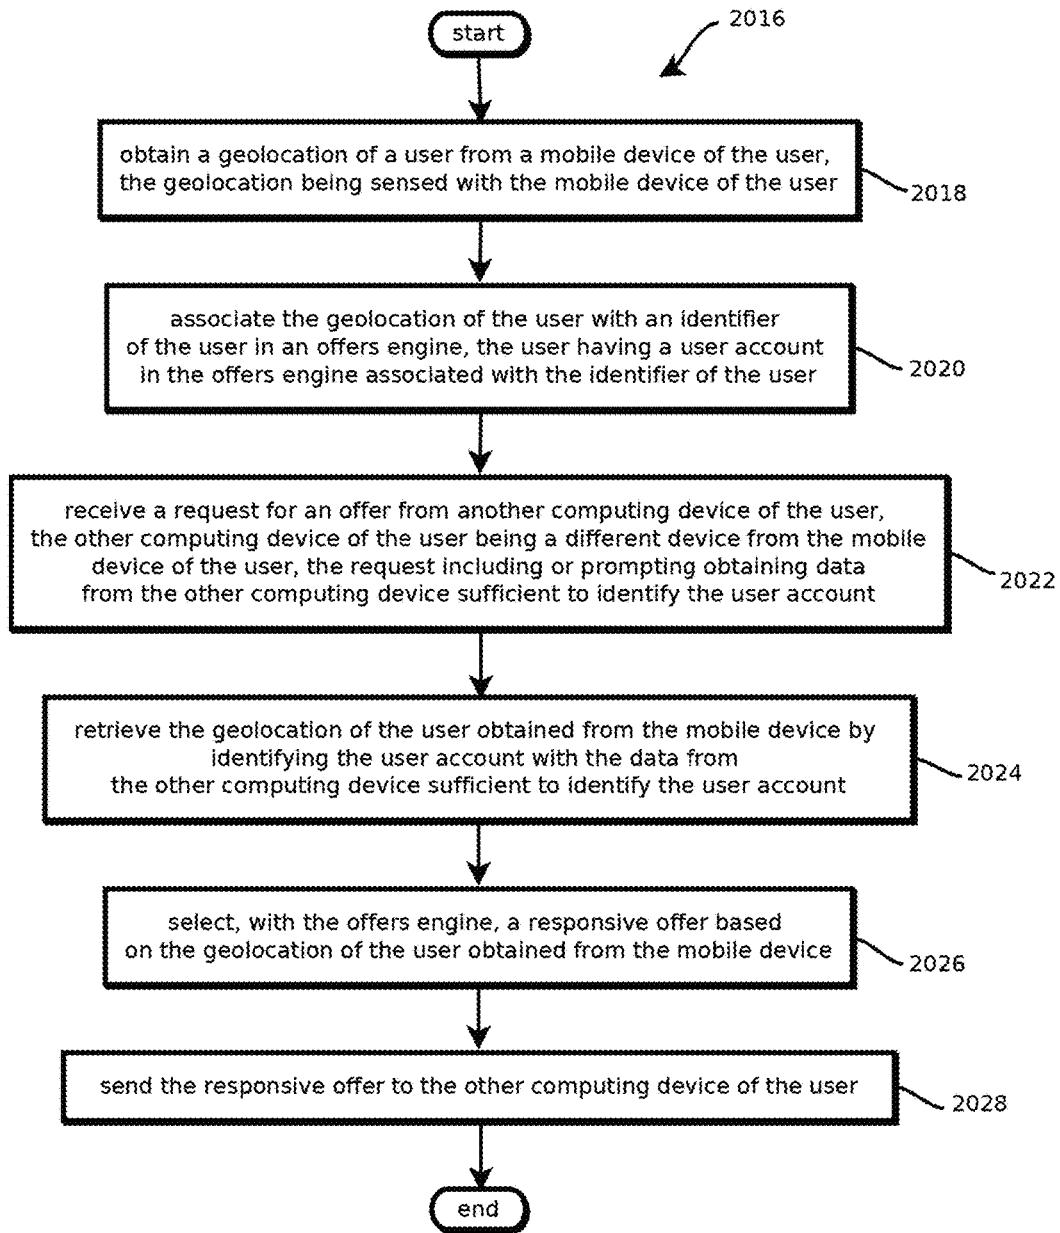 start
2016
obtain a geolocation of a user from a mobile device of the user,
the geolocation being sensed with the mobile device of the user
2018
associate the geolocation of the user with an identifier
of the user in an offers engine, the user having a user account
in the offers engine associated with the identifier of the user
2020
receive a request for an offer from another computing device of the user,
the other computing device of the user being a different device from the mobile
device of the user, the request including or prompting obtaining data
from the other computing device sufficient to identify the user account
2022
retrieve the geolocation of the user obtained from the mobile device by
identifying the user account with the data from
the other computing device sufficient to identify the user account
2024
select, with the offers engine, a responsive offer based
on the geolocation of the user obtained from the mobile device
2026
send the responsive offer to the other computing device of the user
2028
end